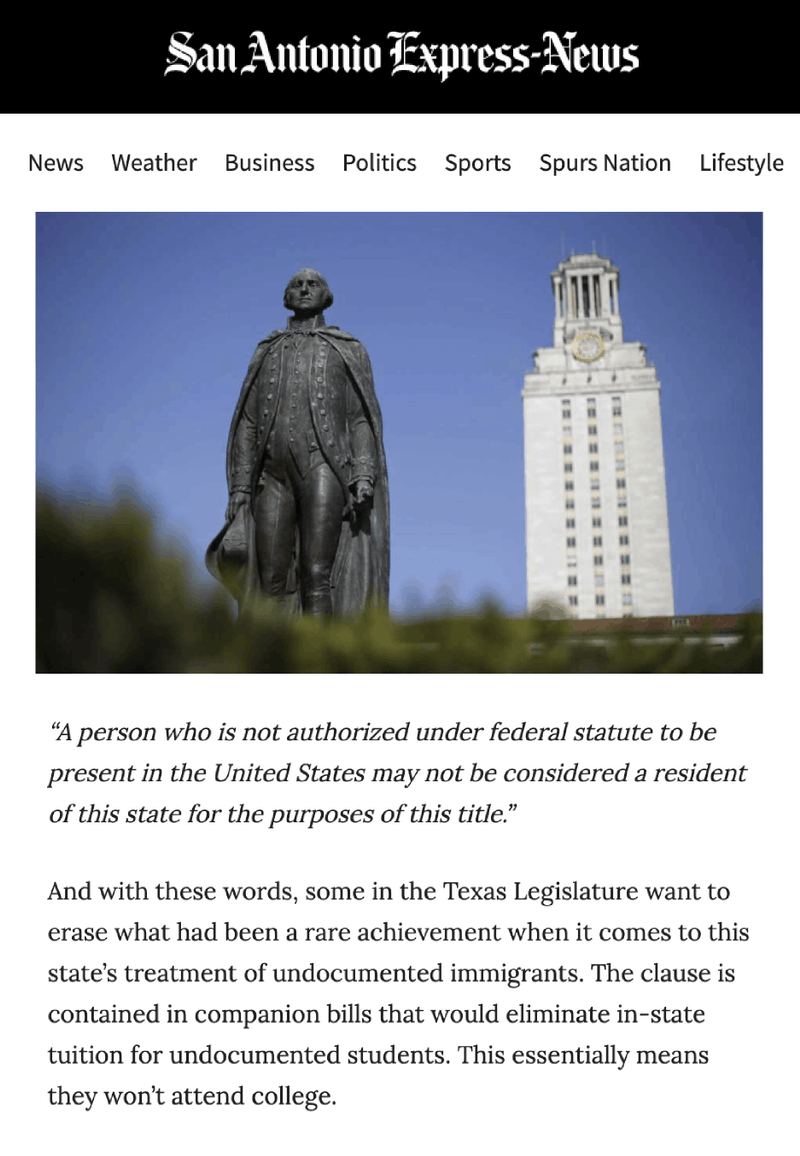 San Antonio Express-News
News Weather Business Politics Sports Spurs Nation Lifestyle
“A person who is not authorized under federal statute to be
present in the United States may not be considered a resident
of this state for the purposes of this title.”
And with these words, some in the Texas Legislature want to
erase what had been a rare achievement when it comes to this
state’s treatment of undocumented immigrants. The clause is
contained in companion bills that would eliminate in-state
tuition for undocumented students. This essentially means
they won’t attend college.